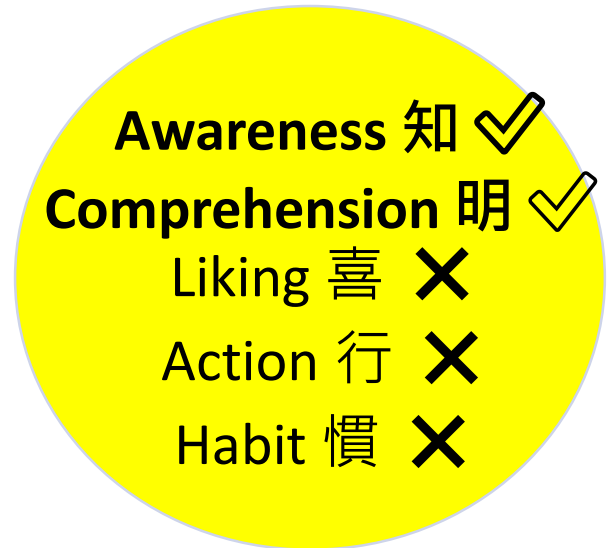 Awareness 知 ✓
Comprehension 明 ✓
Liking 喜 ✕
Action 行 ✕
Habit 慣 ✕